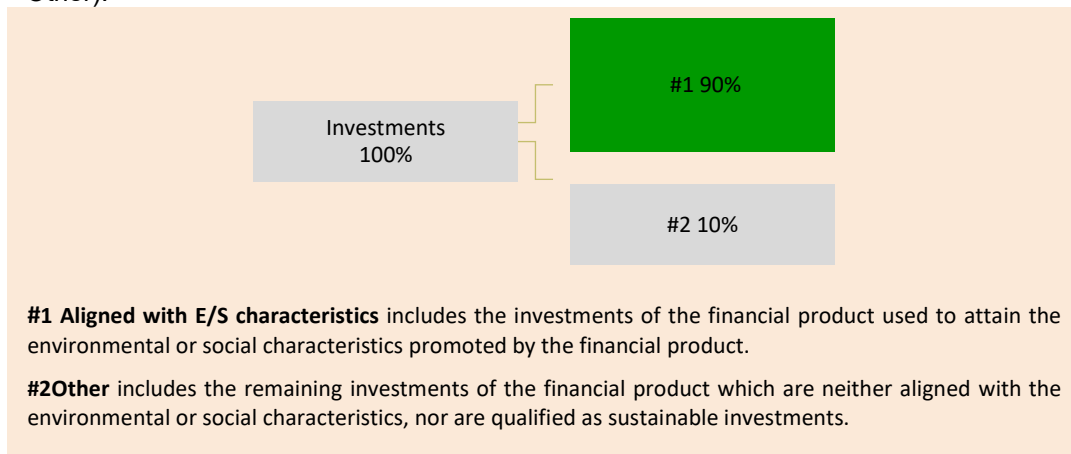 Other).
#1 90%
Investments
100%
#2 10%
#1 Aligned with E/S characteristics includes the investments of the financial product used to attain the
environmental or social characteristics promoted by the financial product.
#2Other includes the remaining investments of the financial product which are neither aligned with the
environmental or social characteristics, nor are qualified as sustainable investments.